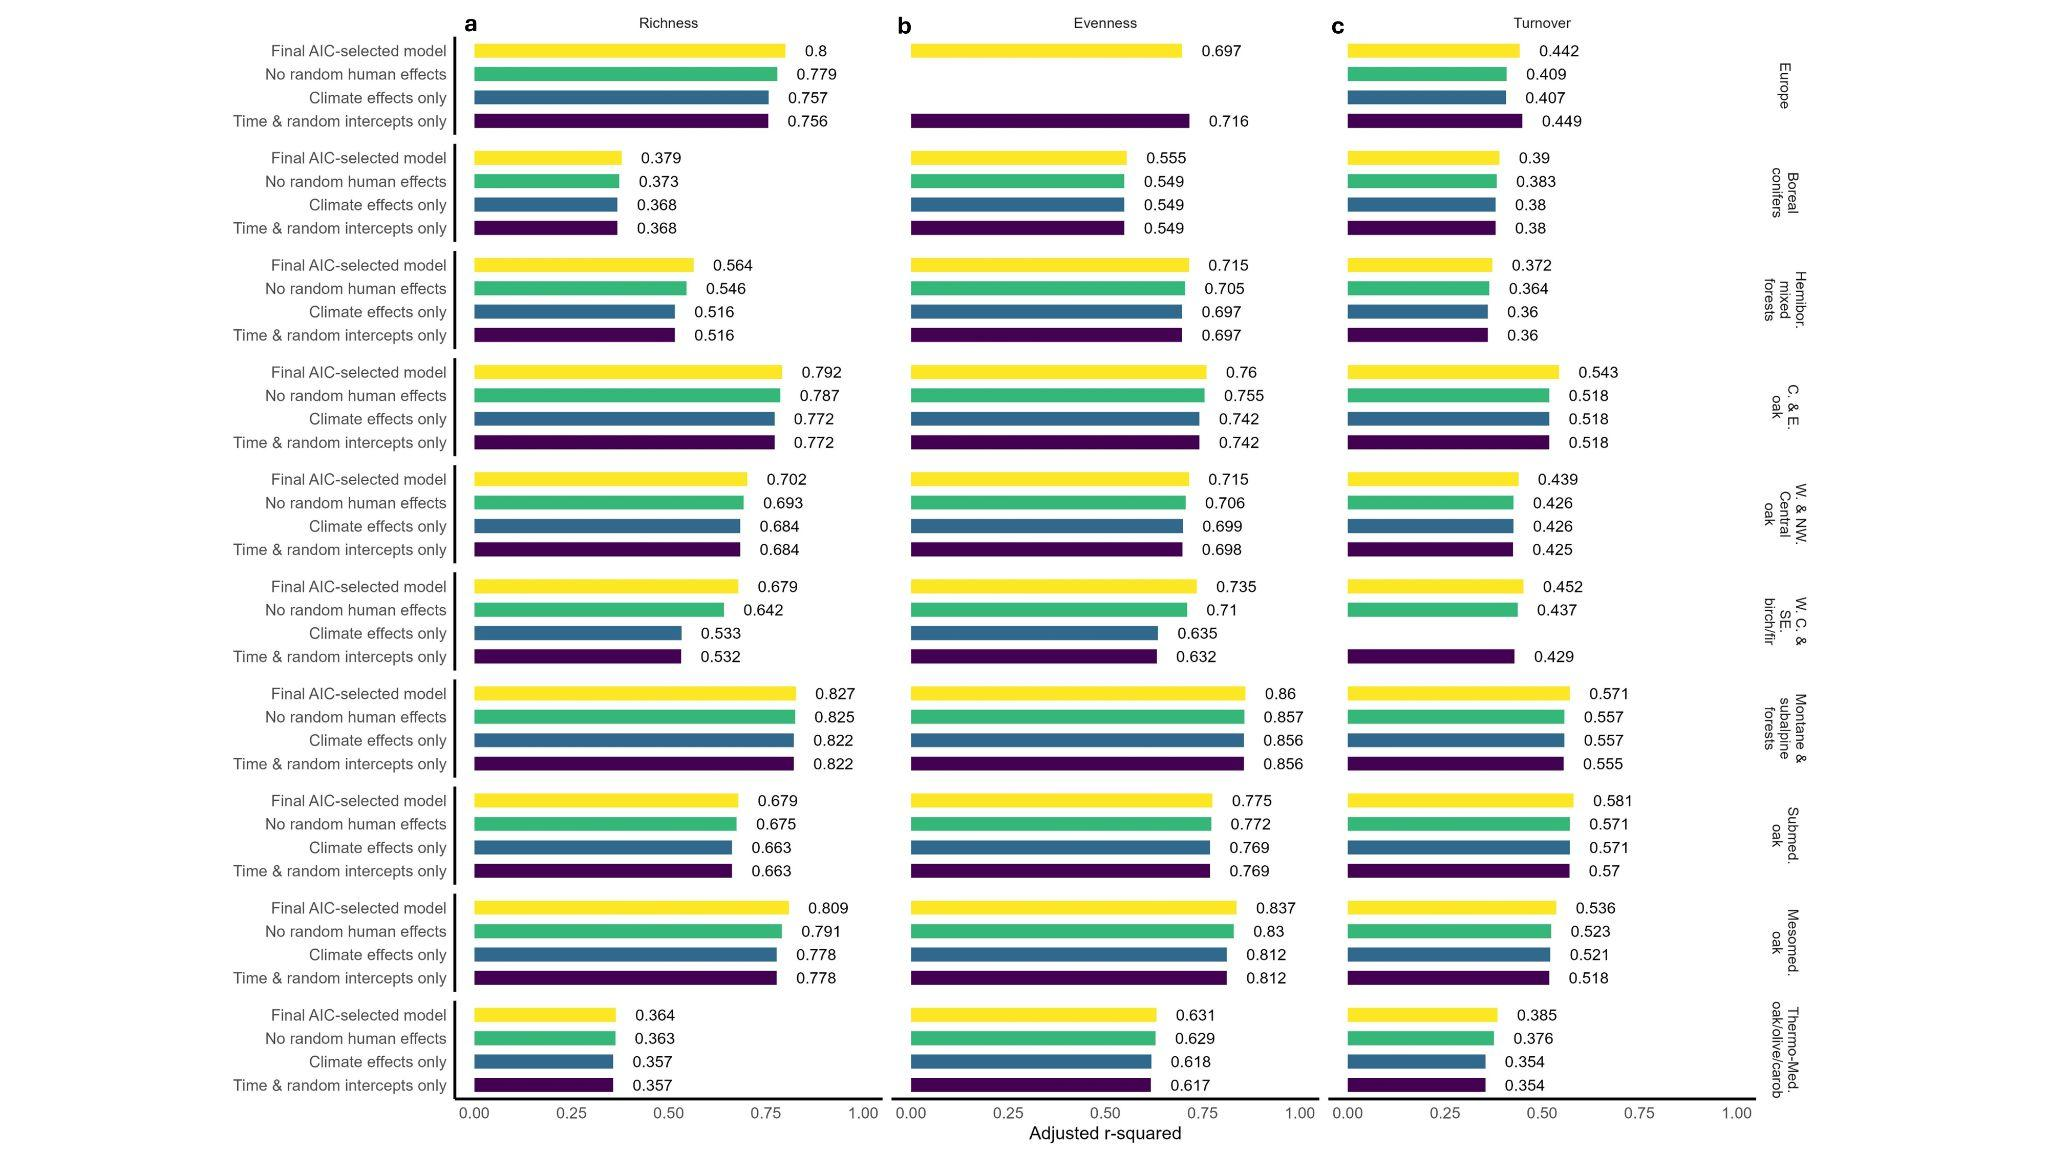 a Richness b Evenness c Turnover
Final AIC-selected model 0.8 0.697 0.442
No random human effects 0.779 0.409
Climate effects only 0.757 0.407
Time & random intercepts only 0.756 0.716 0.449
Europe
Final AIC-selected model 0.379 0.555 0.39
No random human effects 0.373 0.549 0.383
Climate effects only 0.368 0.549 0.38
Time & random intercepts only 0.368 0.549 0.38
Boreal
conifers
Final AIC-selected model 0.564 0.715 0.372
No random human effects 0.546 0.705 0.364
Climate effects only 0.516 0.697 0.36
Time & random intercepts only 0.516 0.697 0.36
Hemibor.
mixed
forests
Final AIC-selected model 0.792 0.76 0.543
No random human effects 0.787 0.755 0.518
Climate effects only 0.772 0.742 0.518
Time & random intercepts only 0.772 0.742 0.518
C. & E.
oak
Final AIC-selected model 0.702 0.715 0.439
No random human effects 0.693 0.706 0.426
Climate effects only 0.684 0.699 0.426
Time & random intercepts only 0.684 0.698 0.425
W. & NW.
Central
oak
Final AIC-selected model 0.679 0.735 0.452
No random human effects 0.642 0.71 0.437
Climate effects only 0.533 0.635
Time & random intercepts only 0.532 0.632 0.429
W. C. &
SE.
birch/fir
Final AIC-selected model 0.827 0.86 0.571
No random human effects 0.825 0.857 0.557
Climate effects only 0.822 0.856 0.557
Time & random intercepts only 0.822 0.856 0.555
Montane &
subalpine
forests
Final AIC-selected model 0.679 0.775 0.581
No random human effects 0.675 0.772 0.571
Climate effects only 0.663 0.769 0.571
Time & random intercepts only 0.663 0.769 0.57
Submed.
oak
Final AIC-selected model 0.809 0.837 0.536
No random human effects 0.791 0.83 0.523
Climate effects only 0.778 0.812 0.521
Time & random intercepts only 0.778 0.812 0.518
Mesomed.
oak
Final AIC-selected model 0.364 0.631 0.385
No random human effects 0.363 0.629 0.376
Climate effects only 0.357 0.618 0.354
Time & random intercepts only 0.357 0.617 0.354
Thermo-Med.
oak/olive/carob
0.00 0.25 0.50 0.75 1.00 0.00 0.25 0.50 0.75 1.00 0.00 0.25 0.50 0.75 1.00
Adjusted r-squared